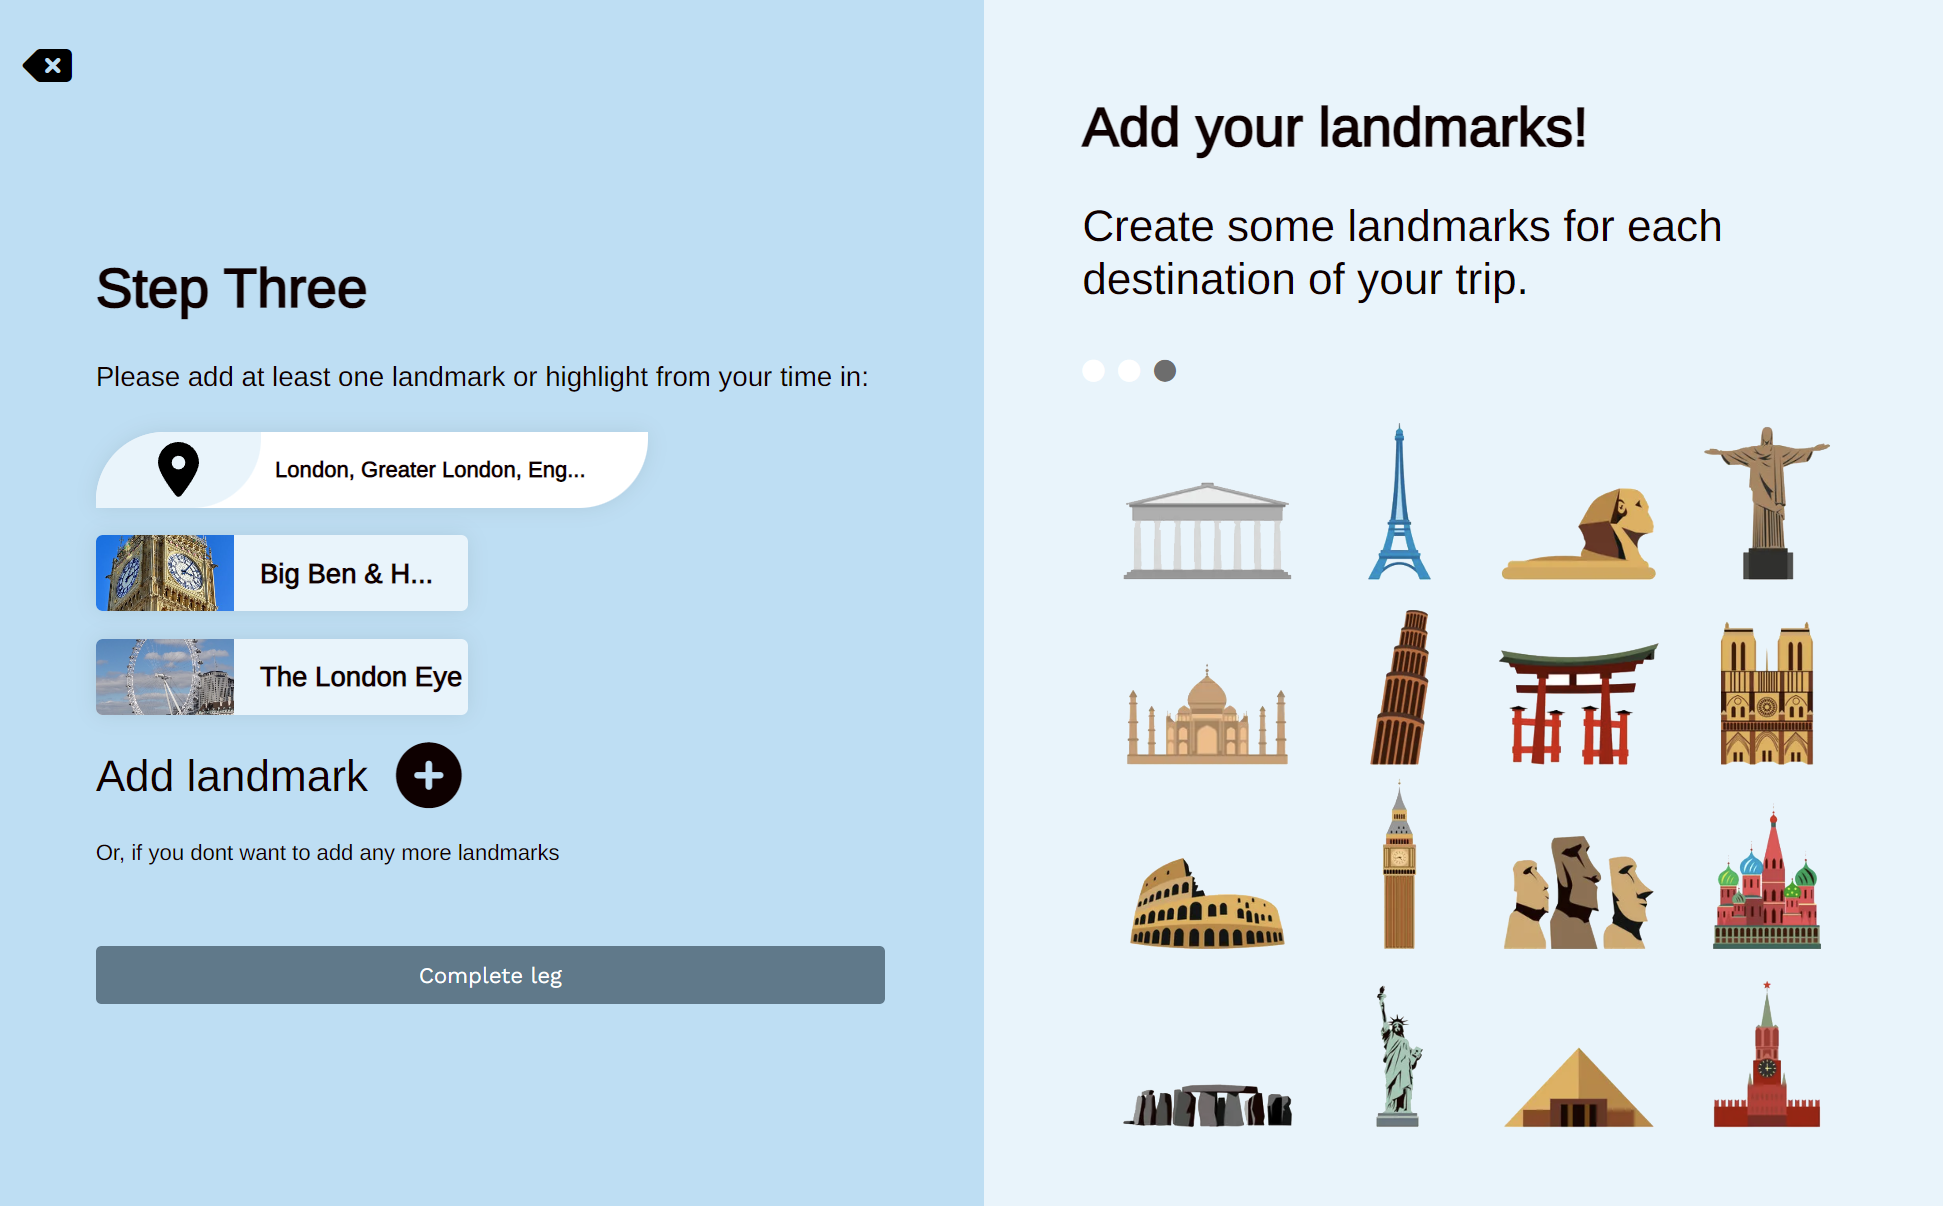 Step Three
Please add at least one landmark or highlight from your time in:
London, Greater London, Eng...
Big Ben & H...
The London Eye
Add landmark
Or, if you dont want to add any more landmarks
Complete leg
Add your landmarks!
Create some landmarks for each
destination of your trip.